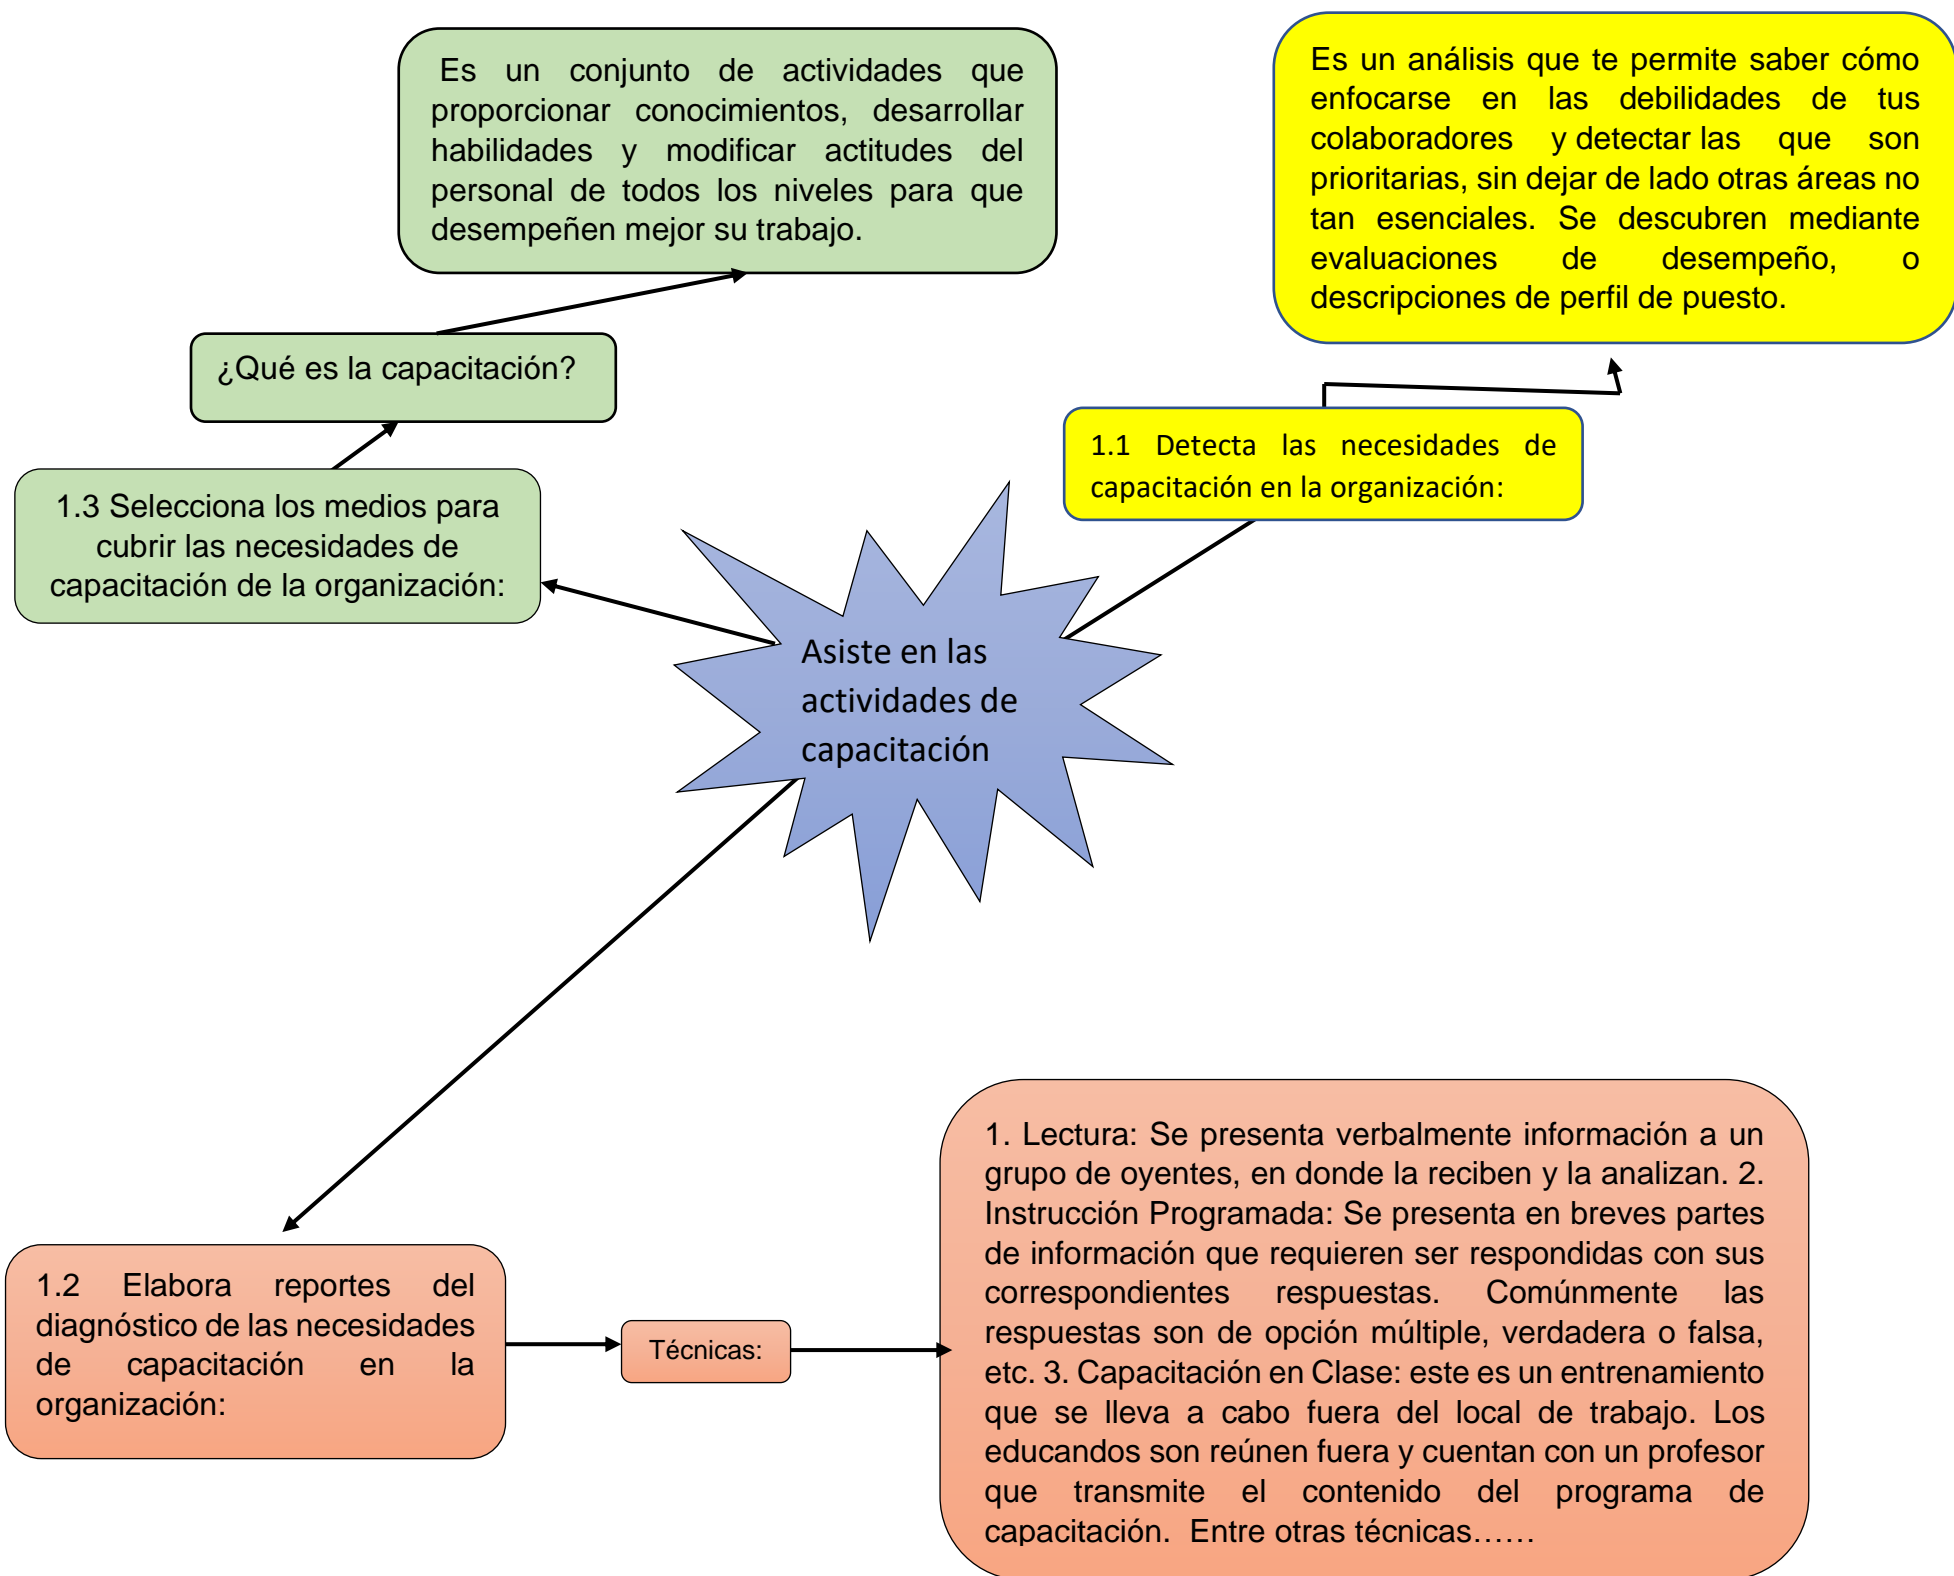 Es un conjunto de actividades que
proporcionar conocimientos, desarrollar
habilidades y modificar actitudes del
personal de todos los niveles para que
desempeñen mejor su trabajo.
Es un análisis que te permite saber cómo
enfocarse en las debilidades de tus
colaboradores y detectar las que son
prioritarias, sin dejar de lado otras áreas no
tan esenciales. Se descubren mediante
evaluaciones de desempeño, o
descripciones de perfil de puesto.
¿Qué es la capacitación?
1.1 Detecta las necesidades de
capacitación en la organización:
1.3 Selecciona los medios para
cubrir las necesidades de
capacitación de la organización:
Asiste en las
actividades de
capacitación
1.2 Elabora reportes del
diagnóstico de las necesidades
de capacitación en la
organización:
Técnicas:
1. Lectura: Se presenta verbalmente información a un
grupo de oyentes, en donde la reciben y la analizan. 2.
Instrucción Programada: Se presenta en breves partes
de información que requieren ser respondidas con sus
correspondientes respuestas. Comúnmente las
respuestas son de opción múltiple, verdadera o falsa,
etc. 3. Capacitación en Clase: este es un entrenamiento
que se lleva a cabo fuera del local de trabajo. Los
educandos son reúnen fuera y cuentan con un profesor
que transmite el contenido del programa de
capacitación. Entre otras técnicas……